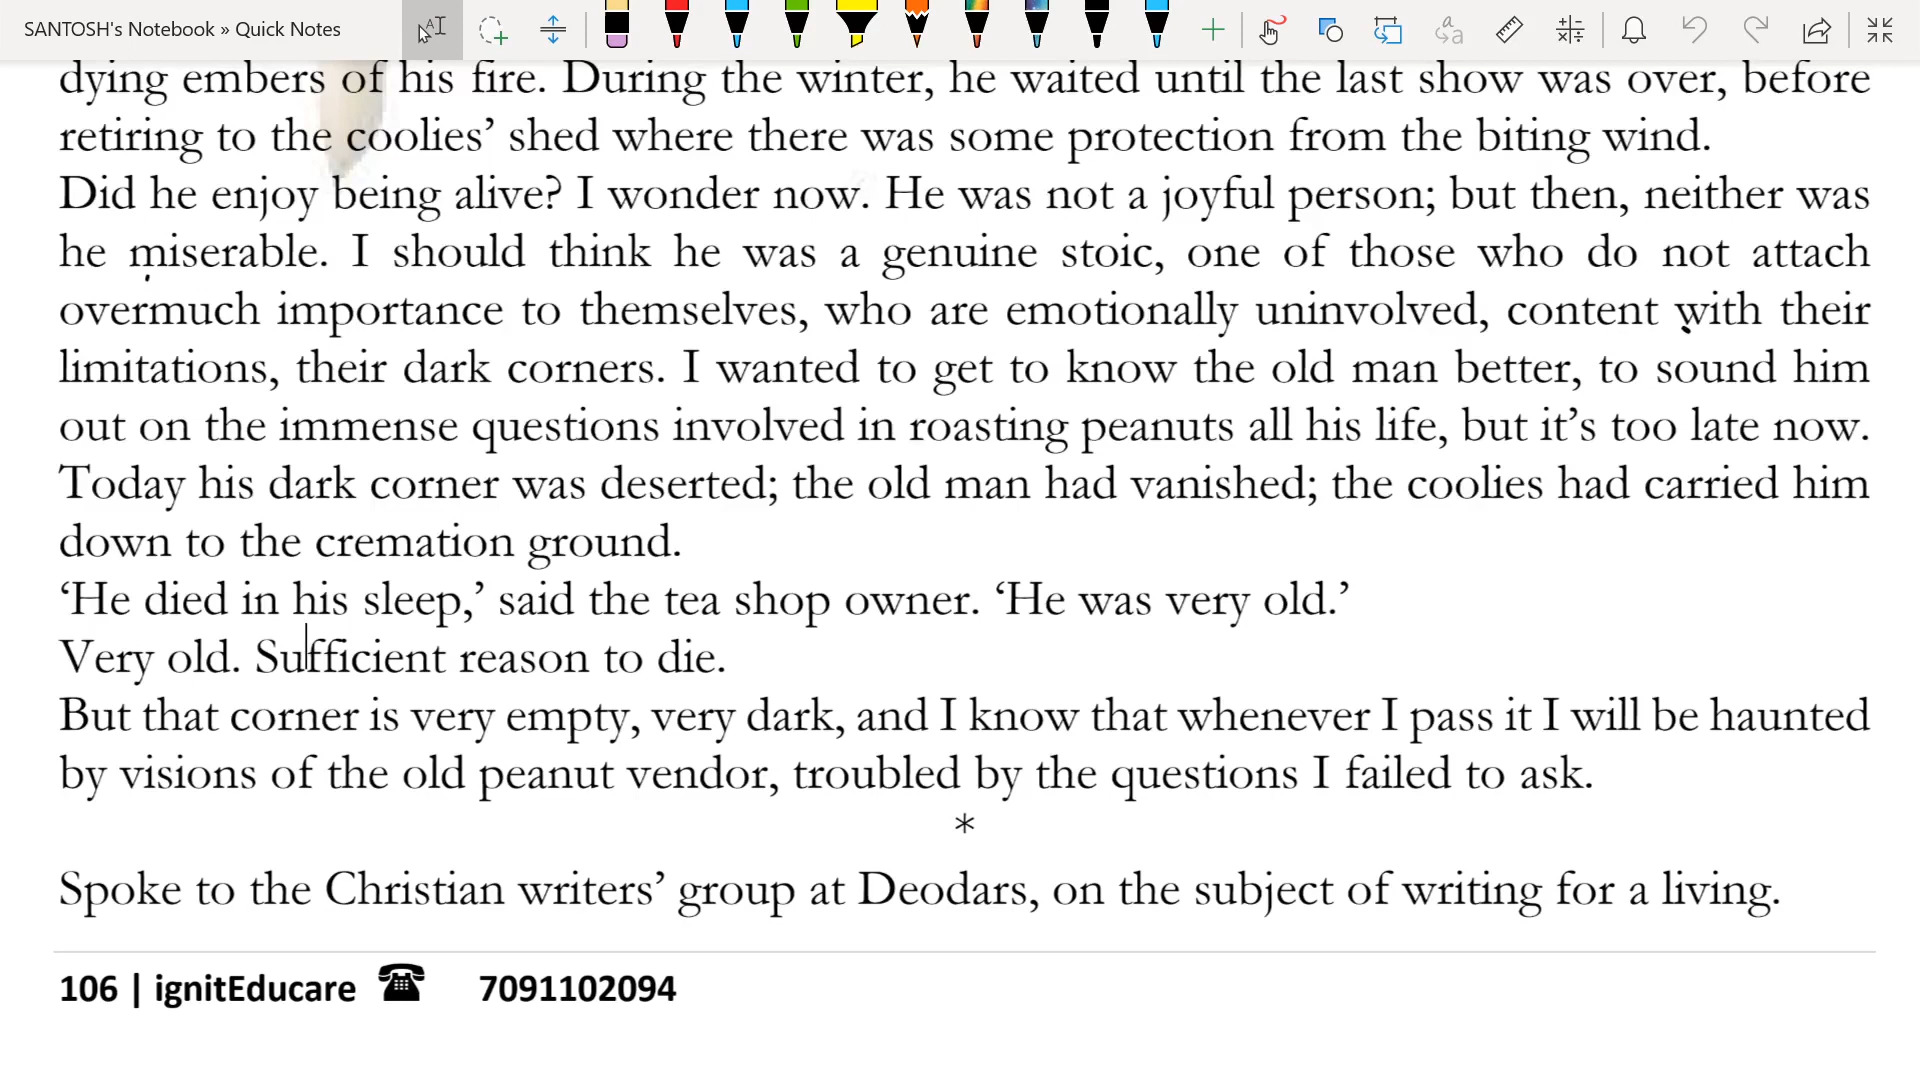 SANTOSH's Notebook » Quick Notes
dying embers of his fire. During the winter, he waited until the last show was over, before
retiring to the coolies’ shed where there was some protection from the biting wind.
Did he enjoy being alive? I wonder now. He was not a joyful person; but then, neither was
he miserable. I should think he was a genuine stoic, one of those who do not attach
overmuch importance to themselves, who are emotionally uninvolved, content with their
limitations, their dark corners. I wanted to get to know the old man better, to sound him
out on the immense questions involved in roasting peanuts all his life, but it’s too late now.
Today his dark corner was deserted; the old man had vanished; the coolies had carried him
down to the cremation ground.
‘He died in his sleep,’ said the tea shop owner. ‘He was very old.’
Very old. Sufficient reason to die.
But that corner is very empty, very dark, and I know that whenever I pass it I will be haunted
by visions of the old peanut vendor, troubled by the questions I failed to ask.
*
Spoke to the Christian writers’ group at Deodars, on the subject of writing for a living.
106 | ignitEducare 7091102094